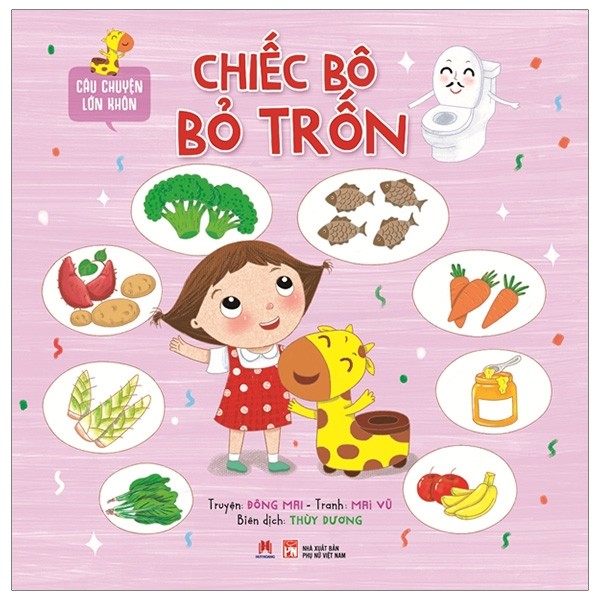 CÂU CHUYỆN
LỚN KHÔN
CHIẾC BÔ
BỎ TRỐN
Truyện: ĐÔNG MAI - Tranh: MAI VŨ
Biên dịch: THÙY DƯƠNG
HUYHOANG
NHÀ XUẤT BẢN
PHỤ NỮ VIỆT NAM